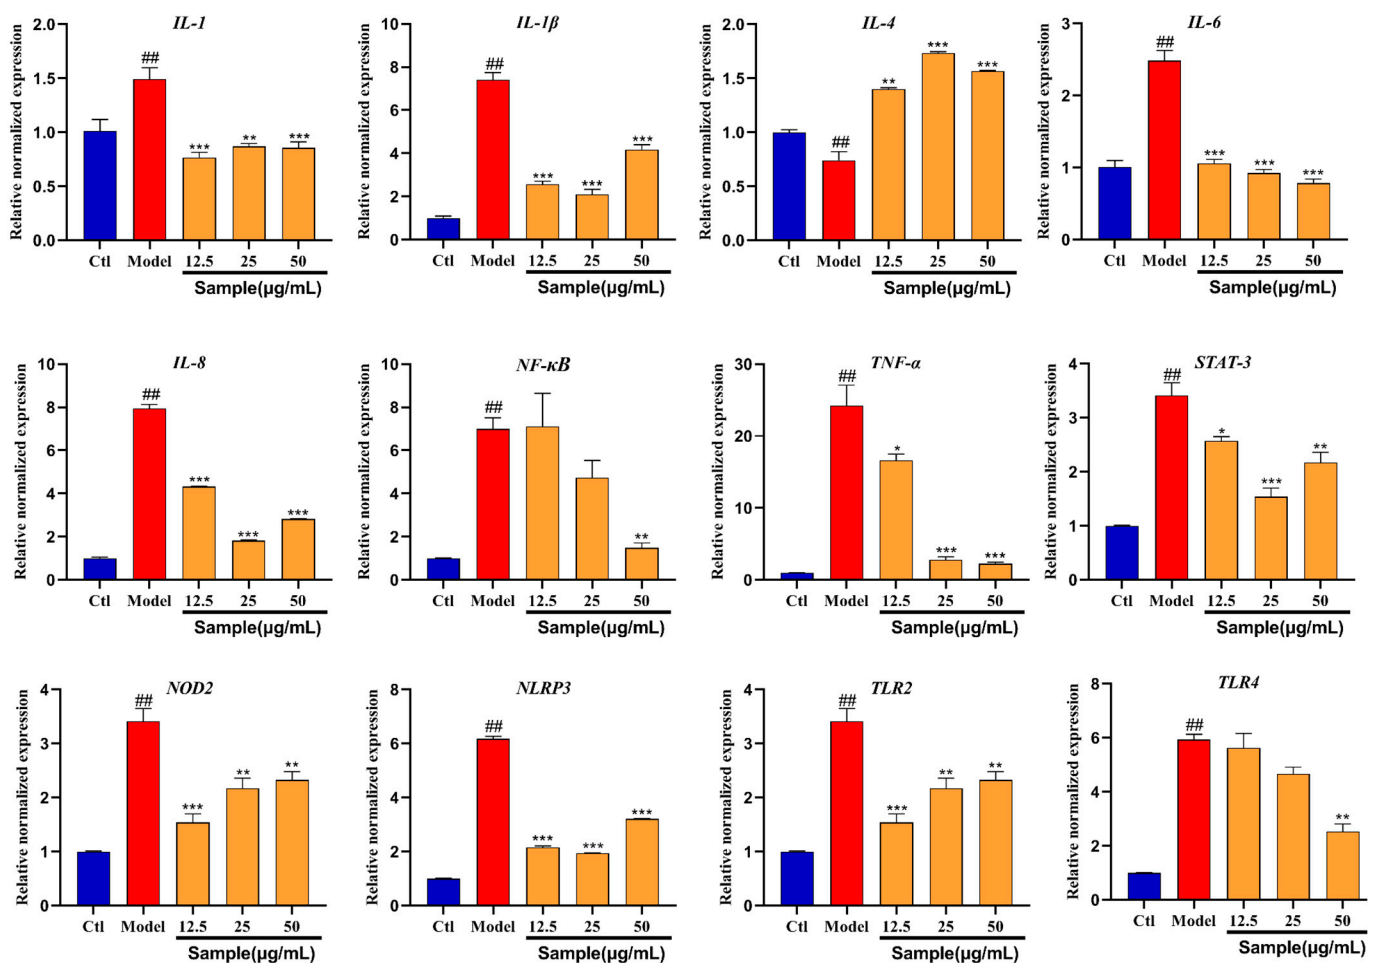 IL-1
Relative normalized expression
2.0
1.5
1.0
0.5
0.0
##
***
**
***
Ctl Model 12.5 25 50
Sample(µg/mL)
IL-1β
Relative normalized expression
10
8
6
4
2
0
##
***
***
***
Ctl Model 12.5 25 50
Sample(µg/mL)
IL-4
Relative normalized expression
2.0
1.5
1.0
0.5
0.0
##
**
***
***
Ctl Model 12.5 25 50
Sample(µg/mL)
IL-6
Relative normalized expression
3
2
1
0
##
***
***
***
Ctl Model 12.5 25 50
Sample(µg/mL)
IL-8
Relative normalized expression
10
8
6
4
2
0
##
***
***
***
Ctl Model 12.5 25 50
Sample(µg/mL)
NF-κB
Relative normalized expression
10
8
6
4
2
0
##
**
Ctl Model 12.5 25 50
Sample(µg/mL)
TNF-α
Relative normalized expression
30
20
10
0
##
*
***
***
Ctl Model 12.5 25 50
Sample(µg/mL)
STAT-3
Relative normalized expression
4
3
2
1
0
##
*
***
**
Ctl Model 12.5 25 50
Sample(µg/mL)
NOD2
Relative normalized expression
4
3
2
1
0
##
***
**
**
Ctl Model 12.5 25 50
Sample(µg/mL)
NLRP3
Relative normalized expression
8
6
4
2
0
##
***
***
***
Ctl Model 12.5 25 50
Sample(µg/mL)
TLR2
Relative normalized expression
4
3
2
1
0
##
***
**
**
Ctl Model 12.5 25 50
Sample(µg/mL)
TLR4
Relative normalized expression
8
6
4
2
0
##
**
Ctl Model 12.5 25 50
Sample(µg/mL)